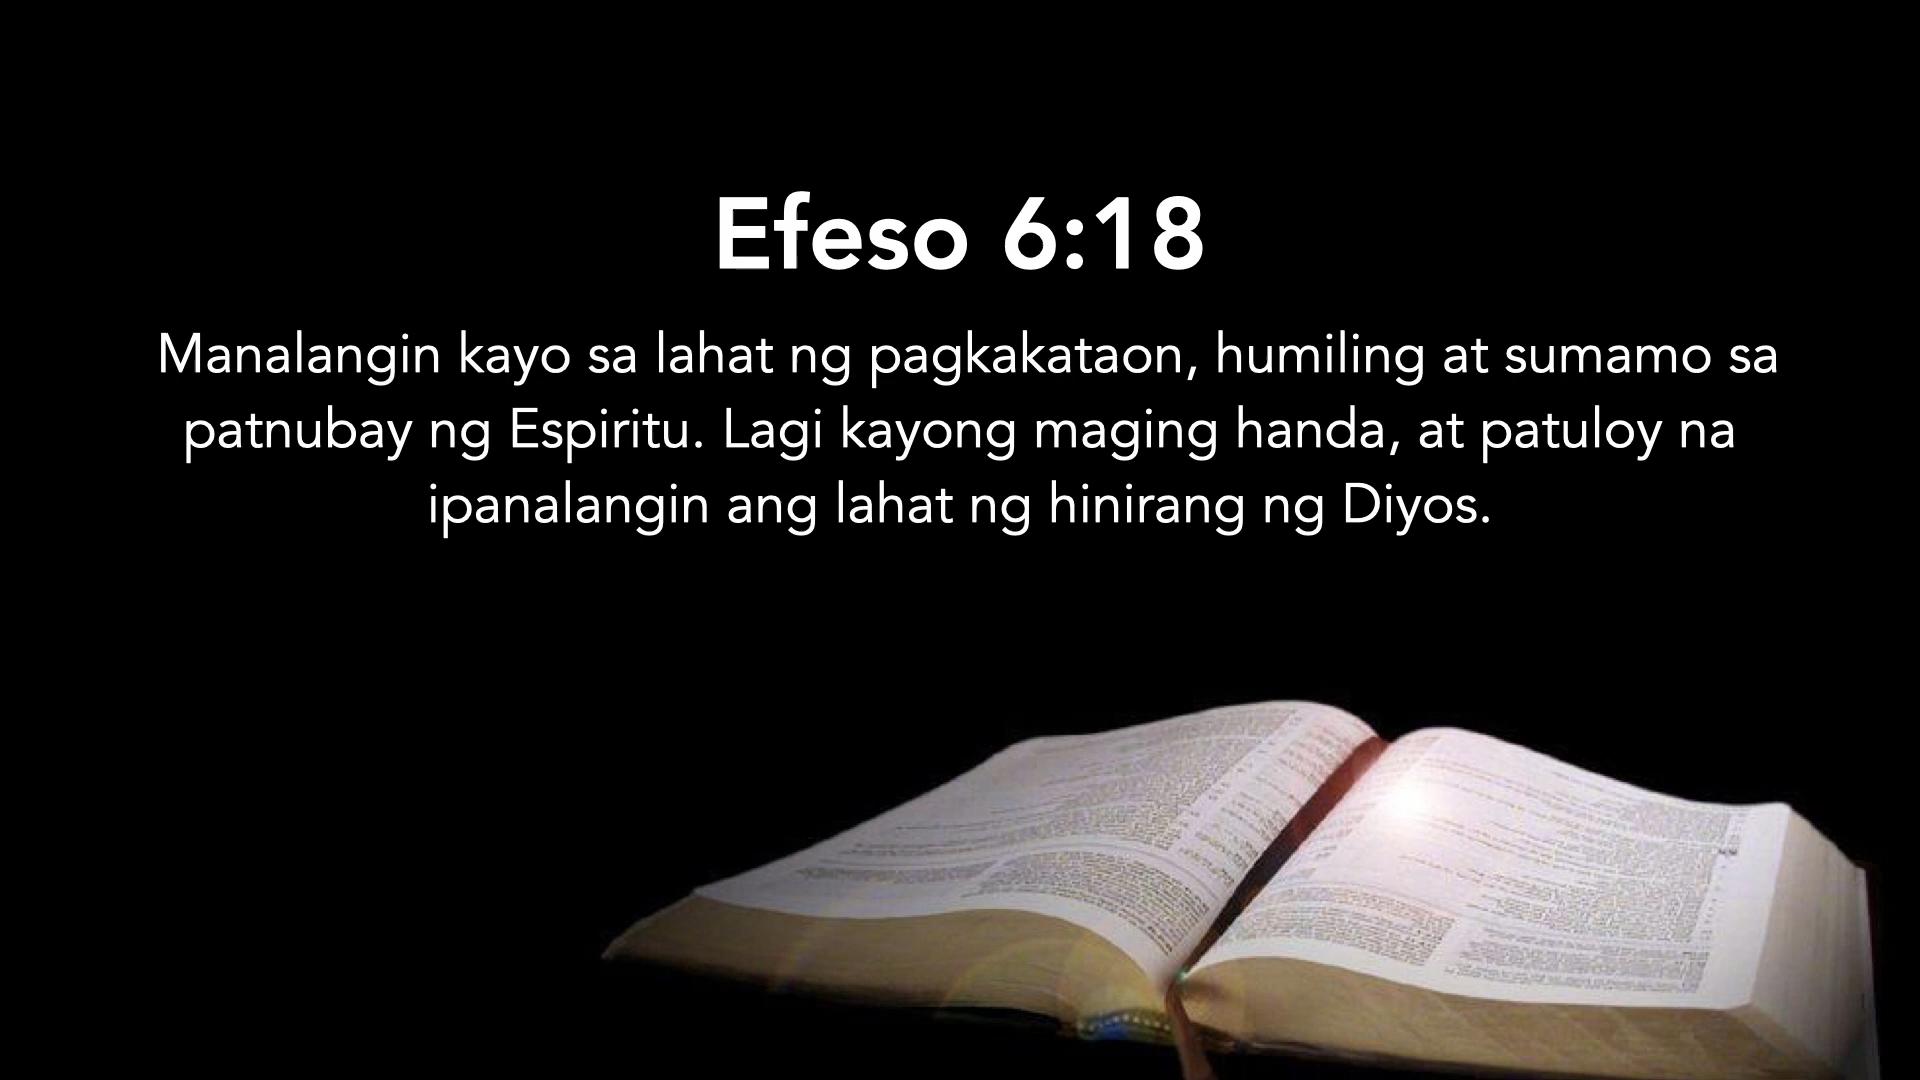 Efeso 6:18
Manalangin kayo sa lahat ng pagkakataon, humiling at sumamo sa
patnubay ng Espiritu. Lagi kayong maging handa, at patuloy na
ipanalangin ang lahat ng hinirang ng Diyos.